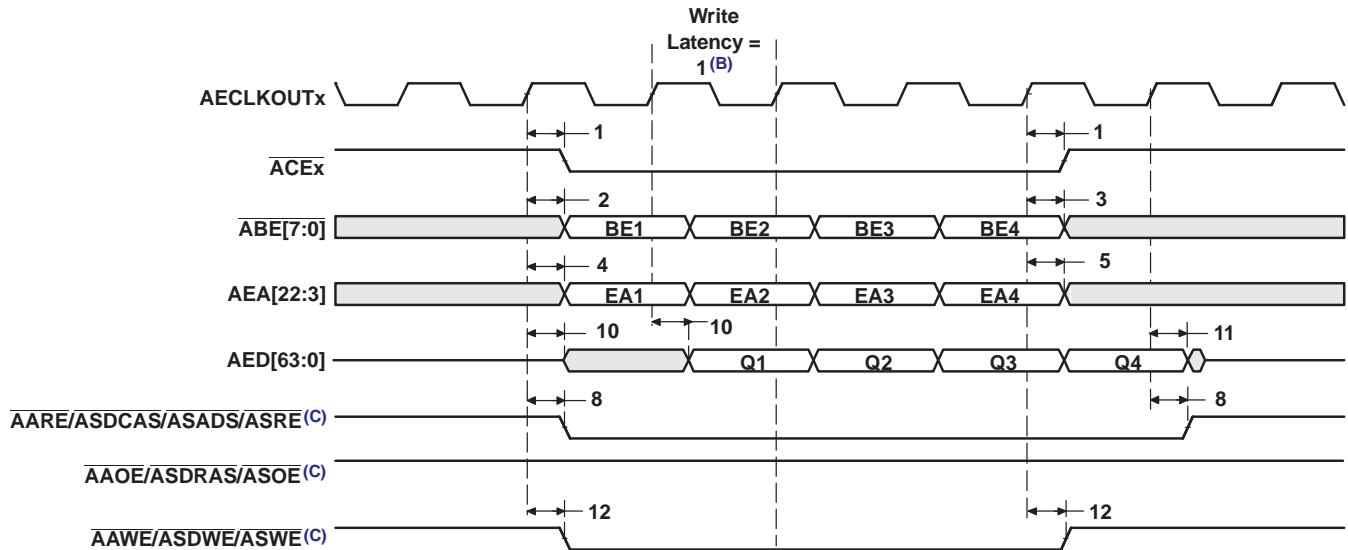 Write
Latency =
1(B)
AECLKOUTx
1 1
ACEx
2 3
ABE[7:0] BE1 BE2 BE3 BE4
4 5
AEA[22:3] EA1 EA2 EA3 EA4
10 10 11
AED[63:0] Q1 Q2 Q3 Q4
8 8
AARE/ASDCAS/ASADS/ASRE(C)
AAOE/ASDRAS/ASOE(C)
12 12
AAWE/ASDWE/ASWE(C)